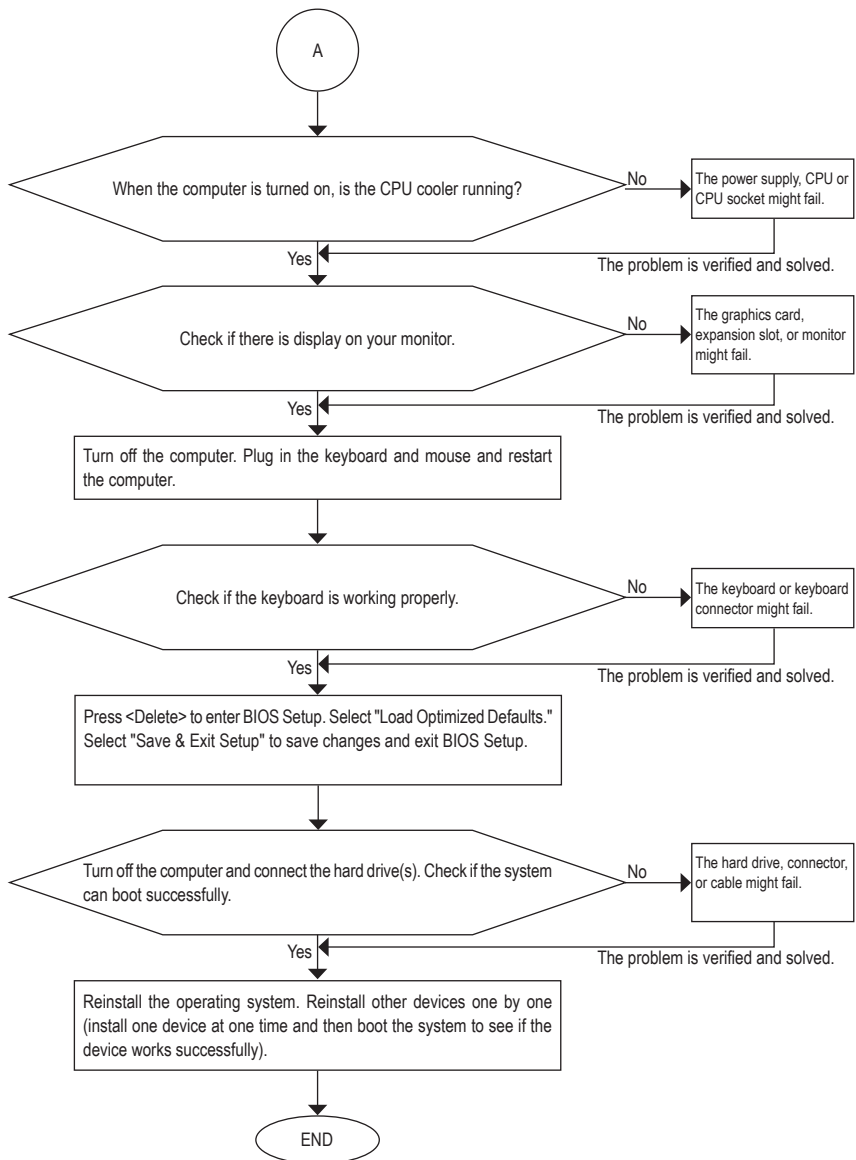 A
When the computer is turned on, is the CPU cooler running?
No
The power supply, CPU or
CPU socket might fail.
Yes
The problem is verified and solved.
Check if there is display on your monitor.
No
The graphics card,
expansion slot, or monitor
might fail.
Yes
The problem is verified and solved.
Turn off the computer. Plug in the keyboard and mouse and restart
the computer.
Check if the keyboard is working properly.
No
The keyboard or keyboard
connector might fail.
Yes
The problem is verified and solved.
Press <Delete> to enter BIOS Setup. Select "Load Optimized Defaults."
Select "Save & Exit Setup" to save changes and exit BIOS Setup.
Turn off the computer and connect the hard drive(s). Check if the system
can boot successfully.
No
The hard drive, connector,
or cable might fail.
Yes
The problem is verified and solved.
Reinstall the operating system. Reinstall other devices one by one
(install one device at one time and then boot the system to see if the
device works successfully).
END